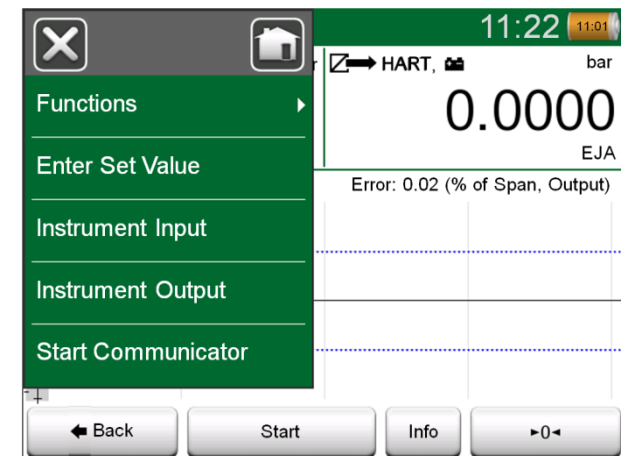 11:22 11:01
r HART, bar
0.0000
EJA
Error: 0.02 (% of Span, Output)
Functions
Enter Set Value
Instrument Input
Instrument Output
Start Communicator
Back Start Info ►0◄